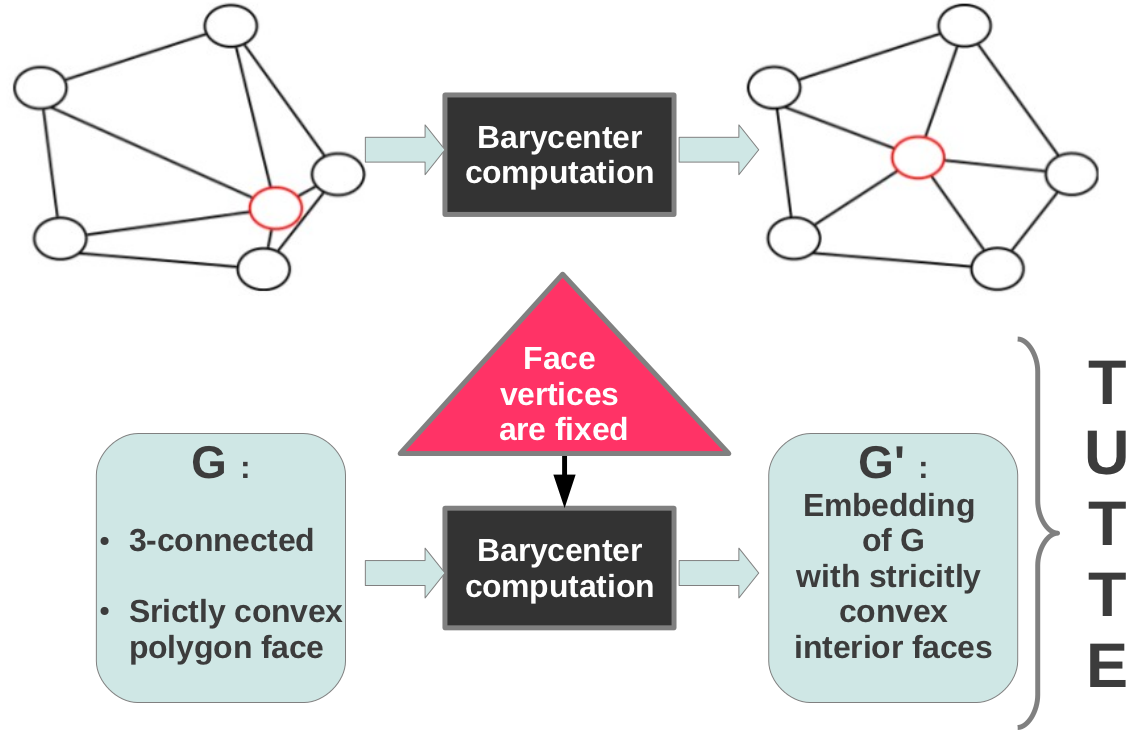 Barycenter
computation
Face
vertices
are fixed
G :
• 3-connected
• Srictly convex
polygon face
Barycenter
computation
G' :
Embedding
of G
with stricitly
convex
interior faces
T
U
T
T
E